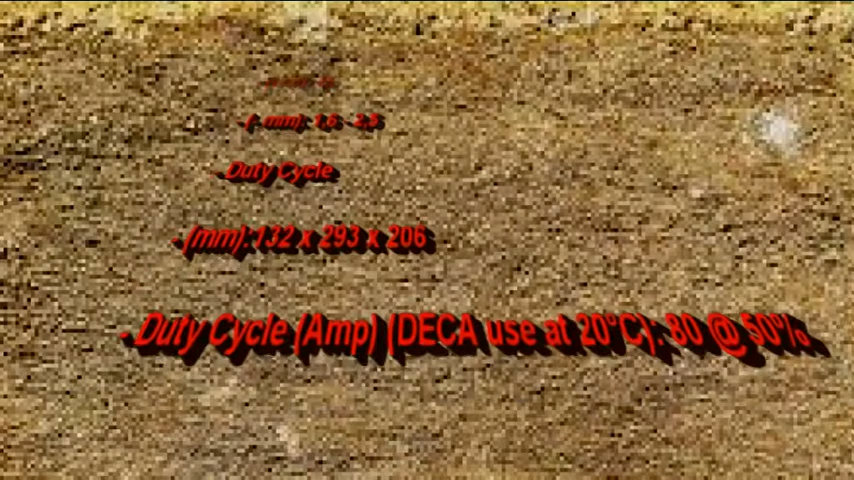 - (- mm): 1,6 - 2,5
- Duty Cycle
- (mm):132 x 293 x 206
- Duty Cycle (Amp) (DECA use at 20°C): 80 @ 50%